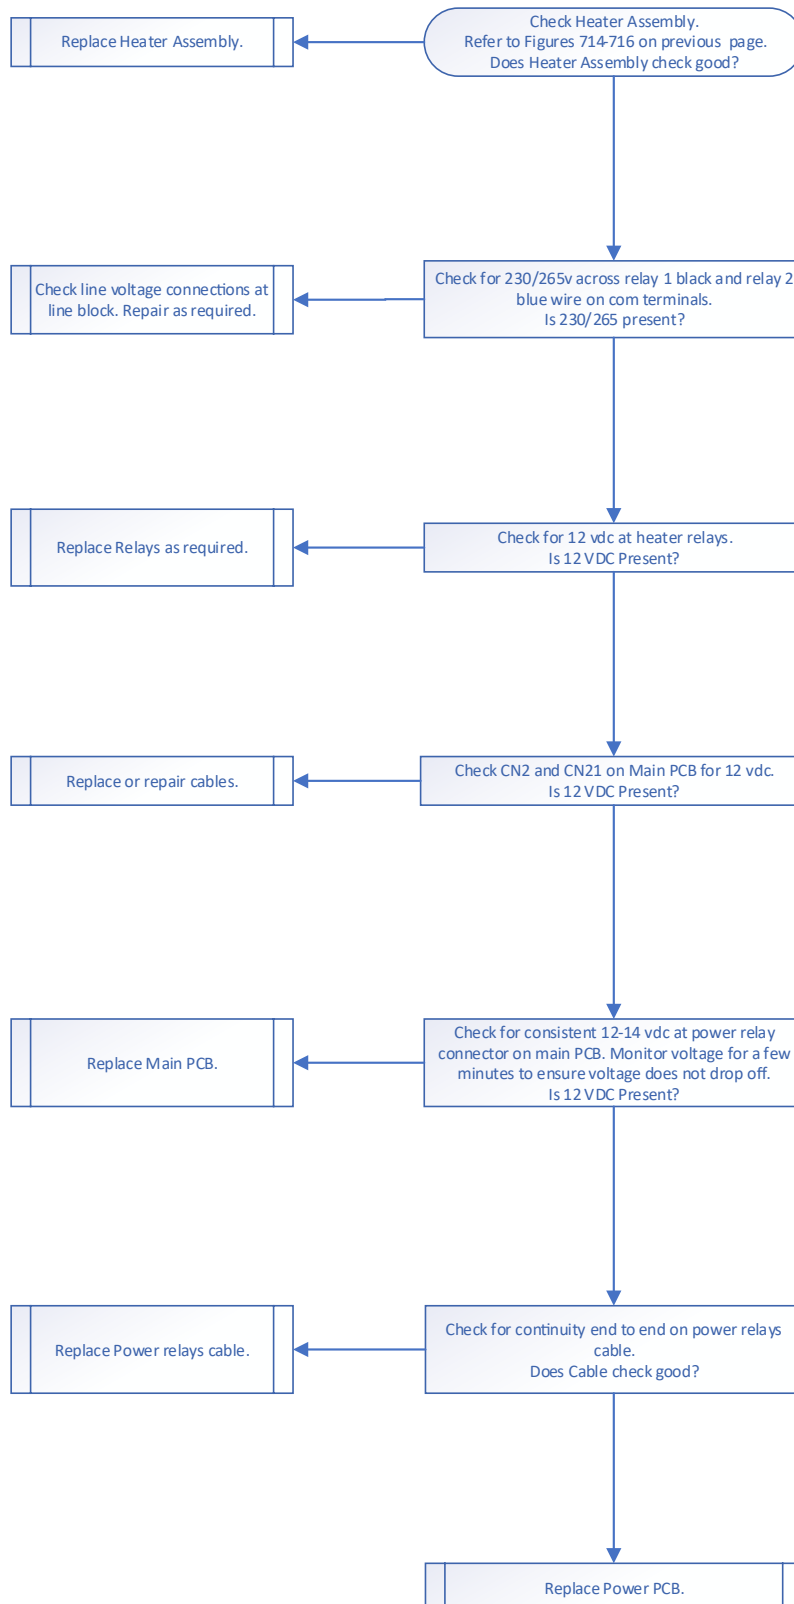 Replace Heater Assembly.
Check Heater Assembly.
Refer to Figures 714-716 on previous page.
Does Heater Assembly check good?
Check line voltage connections at
line block. Repair as required.
Check for 230/265v across relay 1 black and relay 2
blue wire on com terminals.
Is 230/265 present?
Replace Relays as required.
Check for 12 vdc at heater relays.
Is 12 VDC Present?
Replace or repair cables.
Check CN2 and CN21 on Main PCB for 12 vdc.
Is 12 VDC Present?
Replace Main PCB.
Check for consistent 12-14 vdc at power relay
connector on main PCB. Monitor voltage for a few
minutes to ensure voltage does not drop off.
Is 12 VDC Present?
Replace Power relays cable.
Check for continuity end to end on power relays
cable.
Does Cable check good?
Replace Power PCB.